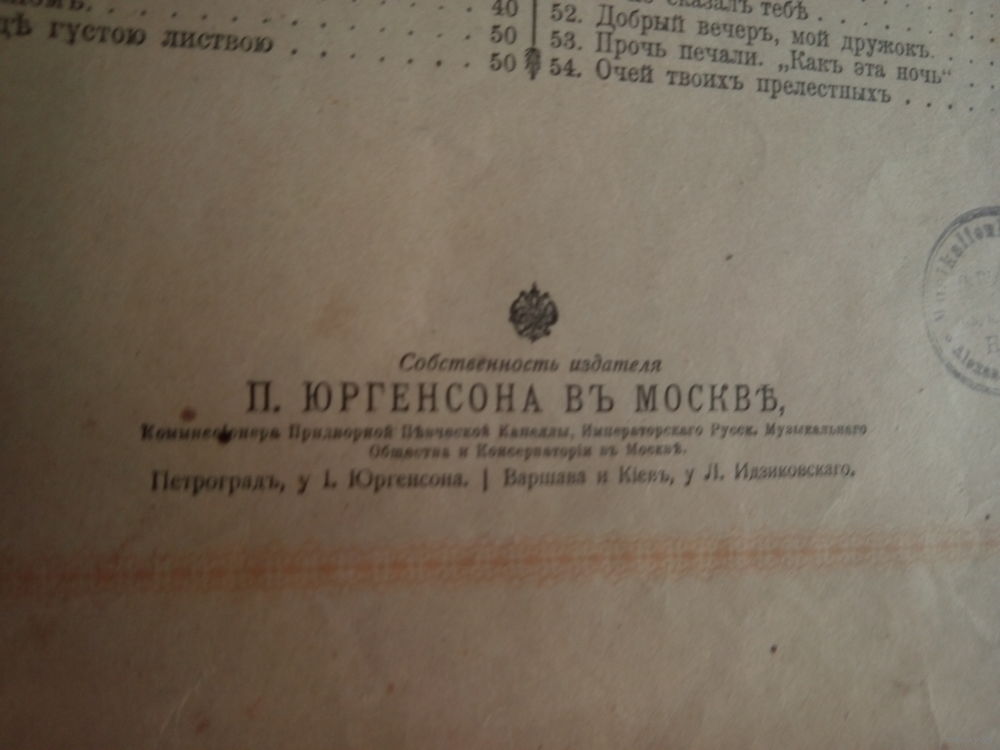 40
дѣ густою листвою . . . . . . . . 50
50
сказалъ тебѣ . . . . . .
52. Добрый вечеръ, мой дружокъ. . .
53. Прочь печали. „Какъ эта ночь“ . .
54. Очей твоихъ прелестныхъ . . . .
Собственность издателя
П. ЮРГЕНСОНА ВЪ МОСКВѢ,
Коммиссіонера Придворной Пѣвческой Капеллы, Императорскаго Русск. Музыкальнаго
Общества и Консерваторіи въ Москвѣ.
Петроградъ, у І. Юргенсона. | Варшава и Кіевъ, у Л. Идзиковскаго.